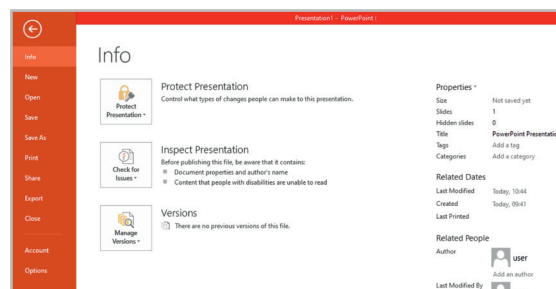 Presentation1 - PowerPoint
Info
New
Open
Save
Save As
Print
Share
Export
Close
Account
Options
Info
Protect
Presentation
Protect Presentation
Control what types of changes people can make to this presentation.
Check for
Issues
Inspect Presentation
Before publishing this file, be aware that it contains:
Document properties and author's name
Content that people with disabilities are unable to read
Manage
Versions
Versions
There are no previous versions of this file.
Properties
Size Not saved yet
Slides 1
Hidden slides 0
Title PowerPoint Presentatio
Tags Add a tag
Categories Add a category
Related Dates
Last Modified Today, 10:44
Created Today, 09:41
Last Printed
Related People
Author user
Add an author
Last Modified By